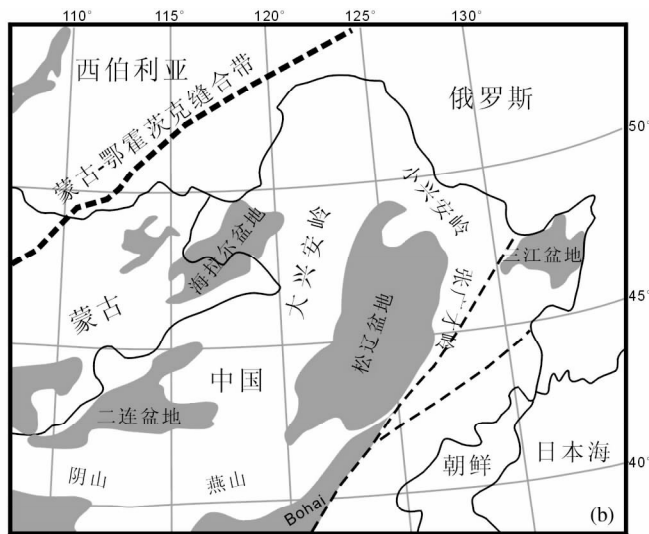 110° 115° 120° 125° 130°
西伯利亚
俄罗斯
蒙古-鄂霍茨克缝合带
50°
小兴安岭
海拉尔盆地
大兴安岭
三江盆地
张广才岭
蒙古
松辽盆地
45°
中国
二连盆地
朝鲜
日本海
阴山
燕山
40°
Bohai
(b)